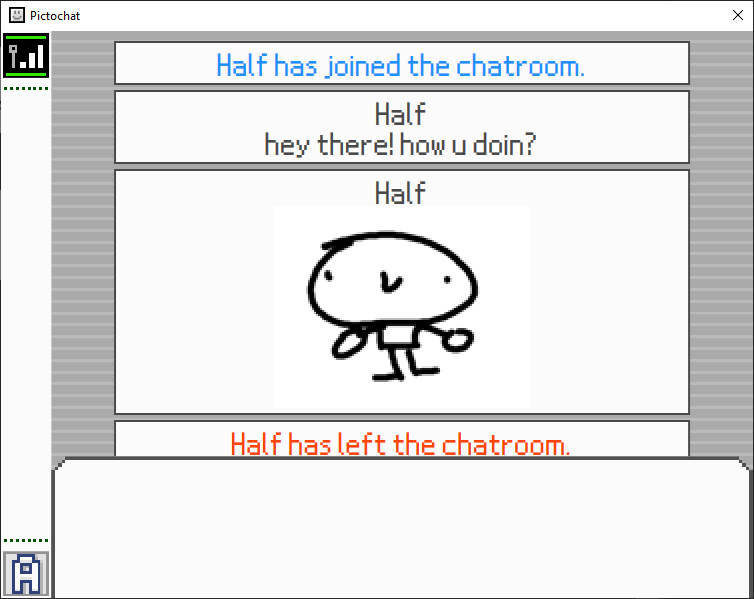 Pictochat
Half has joined the chatroom.
Half
hey there! how u doin?
Half
Half has left the chatroom.
A